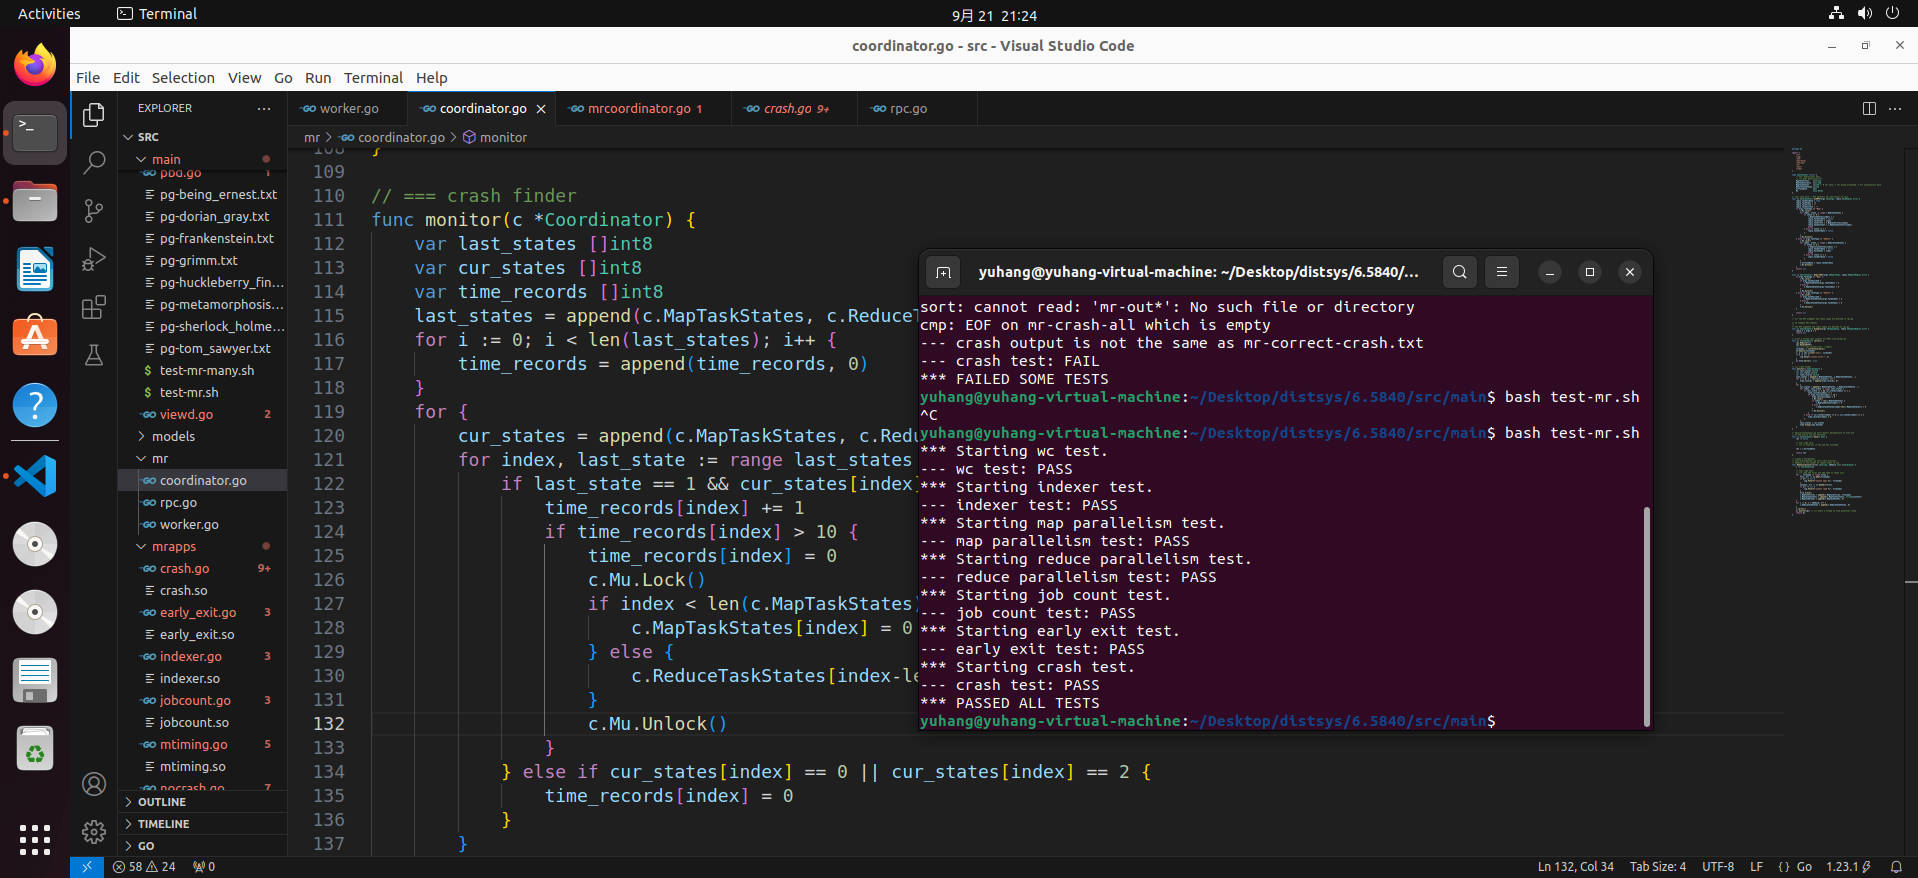 Activities
Terminal
9月 21 21:24
coordinator.go - src - Visual Studio Code
File Edit Selection View Go Run Terminal Help
EXPLORER
SRC
main
pbd.go 1
pg-being_ernest.txt
pg-dorian_gray.txt
pg-frankenstein.txt
pg-grimm.txt
pg-huckleberry_fin...
pg-metamorphosis...
pg-sherlock_holme...
pg-tom_sawyer.txt
$ test-mr-many.sh
$ test-mr.sh
viewd.go 2
models
mr
coordinator.go
rpc.go
worker.go
mrapps
crash.go 9+
crash.so
early_exit.go 3
early_exit.so
indexer.go 3
indexer.so
jobcount.go 3
jobcount.so
mtiming.go 5
mtiming.so
nocrash.go 7
OUTLINE
TIMELINE
GO
worker.go
coordinator.go
mrcoordinator.go 1
crash.go 9+
rpc.go
mr > coordinator.go > monitor
108 }
109
110 // === crash finder
111 func monitor(c *Coordinator) {
112 var last_states []int8
113 var cur_states []int8
114 var time_records []int8
115 last_states = append(c.MapTaskStates, c.ReduceT
116 for i := 0; i < len(last_states); i++ {
117 time_records = append(time_records, 0)
118 }
119 for {
120 cur_states = append(c.MapTaskStates, c.Redu
121 for index, last_state := range last_states
122 if last_state == 1 && cur_states[index]
123 time_records[index] += 1
124 if time_records[index] > 10 {
125 time_records[index] = 0
126 c.Mu.Lock()
127 if index < len(c.MapTaskStates)
128 c.MapTaskStates[index] = 0
129 } else {
130 c.ReduceTaskStates[index-le
131 }
132 c.Mu.Unlock()
133 }
134 } else if cur_states[index] == 0 || cur_states[index] == 2 {
135 time_records[index] = 0
136 }
137 }
yuhang@yuhang-virtual-machine: ~/Desktop/distsys/6.5840/...
sort: cannot read: 'mr-out*': No such file or directory
cmp: EOF on mr-crash-all which is empty
--- crash output is not the same as mr-correct-crash.txt
--- crash test: FAIL
*** FAILED SOME TESTS
yuhang@yuhang-virtual-machine:~/Desktop/distsys/6.5840/src/main$ bash test-mr.sh
^C
yuhang@yuhang-virtual-machine:~/Desktop/distsys/6.5840/src/main$ bash test-mr.sh
*** Starting wc test.
--- wc test: PASS
*** Starting indexer test.
--- indexer test: PASS
*** Starting map parallelism test.
--- map parallelism test: PASS
*** Starting reduce parallelism test.
--- reduce parallelism test: PASS
*** Starting job count test.
--- job count test: PASS
*** Starting early exit test.
--- early exit test: PASS
*** Starting crash test.
--- crash test: PASS
*** PASSED ALL TESTS
yuhang@yuhang-virtual-machine:~/Desktop/distsys/6.5840/src/main$
58 24 0
Ln 132, Col 34 Tab Size: 4 UTF-8 LF {} Go 1.23.1